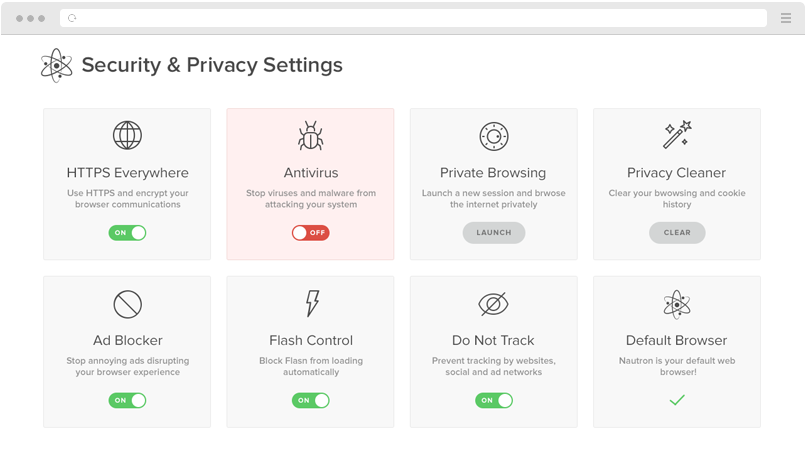 Security & Privacy Settings
HTTPS Everywhere
Use HTTPS and encrypt your
browser communications
ON
Antivirus
Stop viruses and malware from
attacking your system
OFF
Private Browsing
Launch a new session and brwose
the internet privately
LAUNCH
Privacy Cleaner
Clear your bwowsing and cookie
history
CLEAR
Ad Blocker
Stop annoying ads disrupting
your browser experience
ON
Flash Control
Block Flasn from loading
automatically
ON
Do Not Track
Prevent tracking by websites,
social and ad networks
ON
Default Browser
Nautron is your default web
browser!